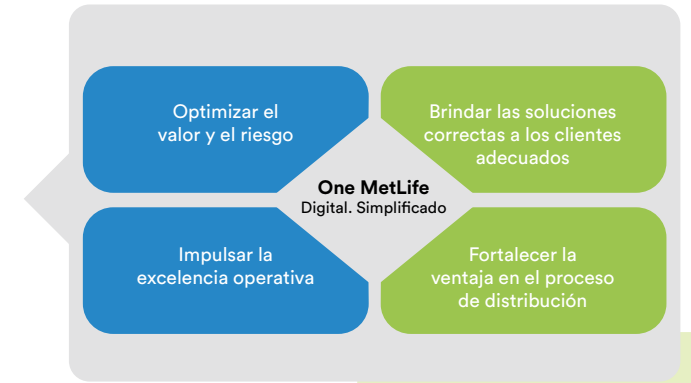 Optimizar el
valor y el riesgo
Brindar las soluciones
correctas a los clientes
adecuados
One MetLife
Digital. Simplificado
Impulsar la
excelencia operativa
Fortalecer la
ventaja en el proceso
de distribución